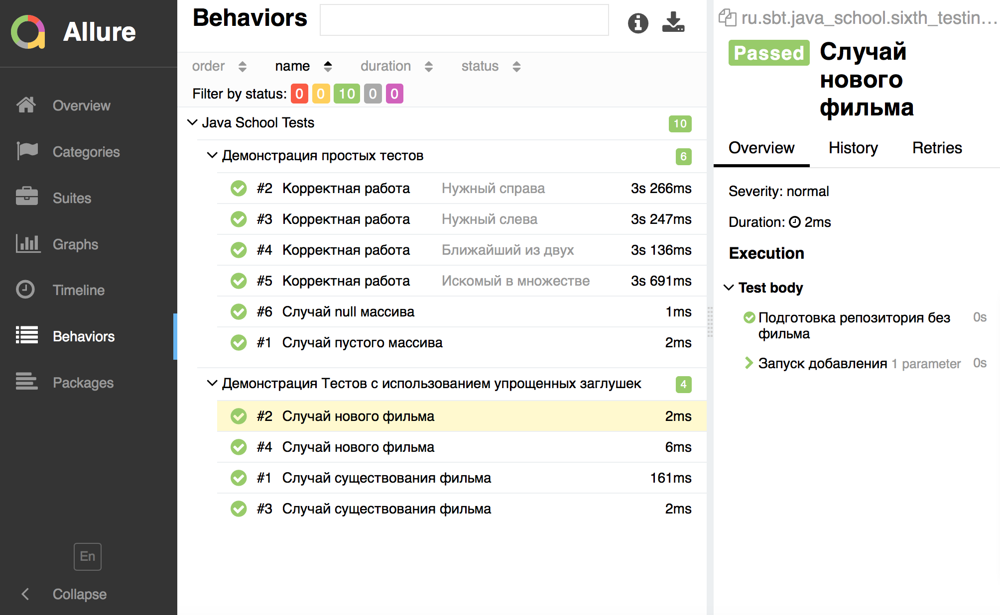 Allure
Overview
Categories
Suites
Graphs
Timeline
Behaviors
Packages
En
Collapse
Behaviors
order name duration status
Filter by status: 0 0 10 0 0
Java School Tests 10
Демонстрация простых тестов 6
#2 Корректная работа Нужный справа 3s 266ms
#3 Корректная работа Нужный слева 3s 247ms
#4 Корректная работа Ближайший из двух 3s 136ms
#5 Корректная работа Искомый в множестве 3s 691ms
#6 Случай null массива 1ms
#1 Случай пустого массива 2ms
Демонстрация Тестов с использованием упрощенных заглушек 4
#2 Случай нового фильма 2ms
#4 Случай нового фильма 6ms
#1 Случай существования фильма 161ms
#3 Случай существования фильма 2ms
ru.sbt.java_school.sixth_testin...
Passed Случай
нового
фильма
Overview History Retries
Severity: normal
Duration: 2ms
Execution
Test body
Подготовка репозитория без 0s
фильма
Запуск добавления 1 parameter 0s